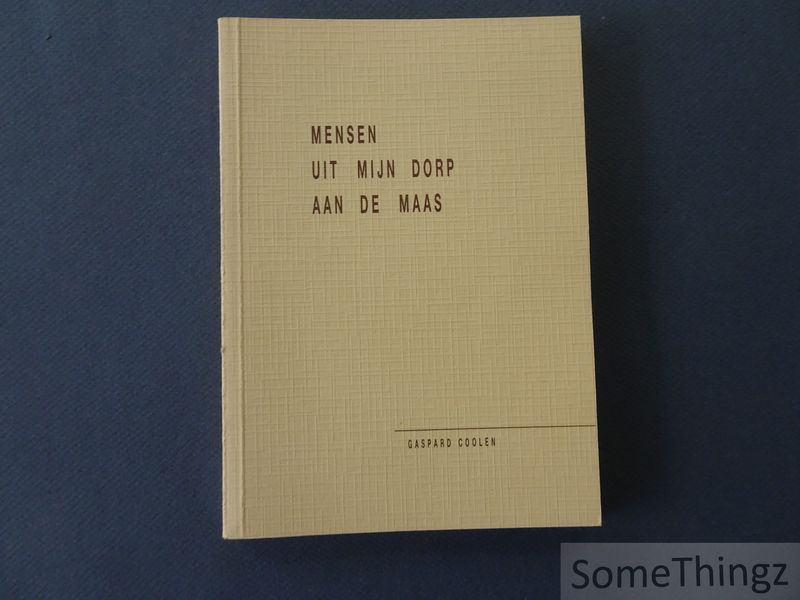 MENSEN
UIT MIJN DORP
AAN DE MAAS
GASPARD COOLEN
SomeThingz